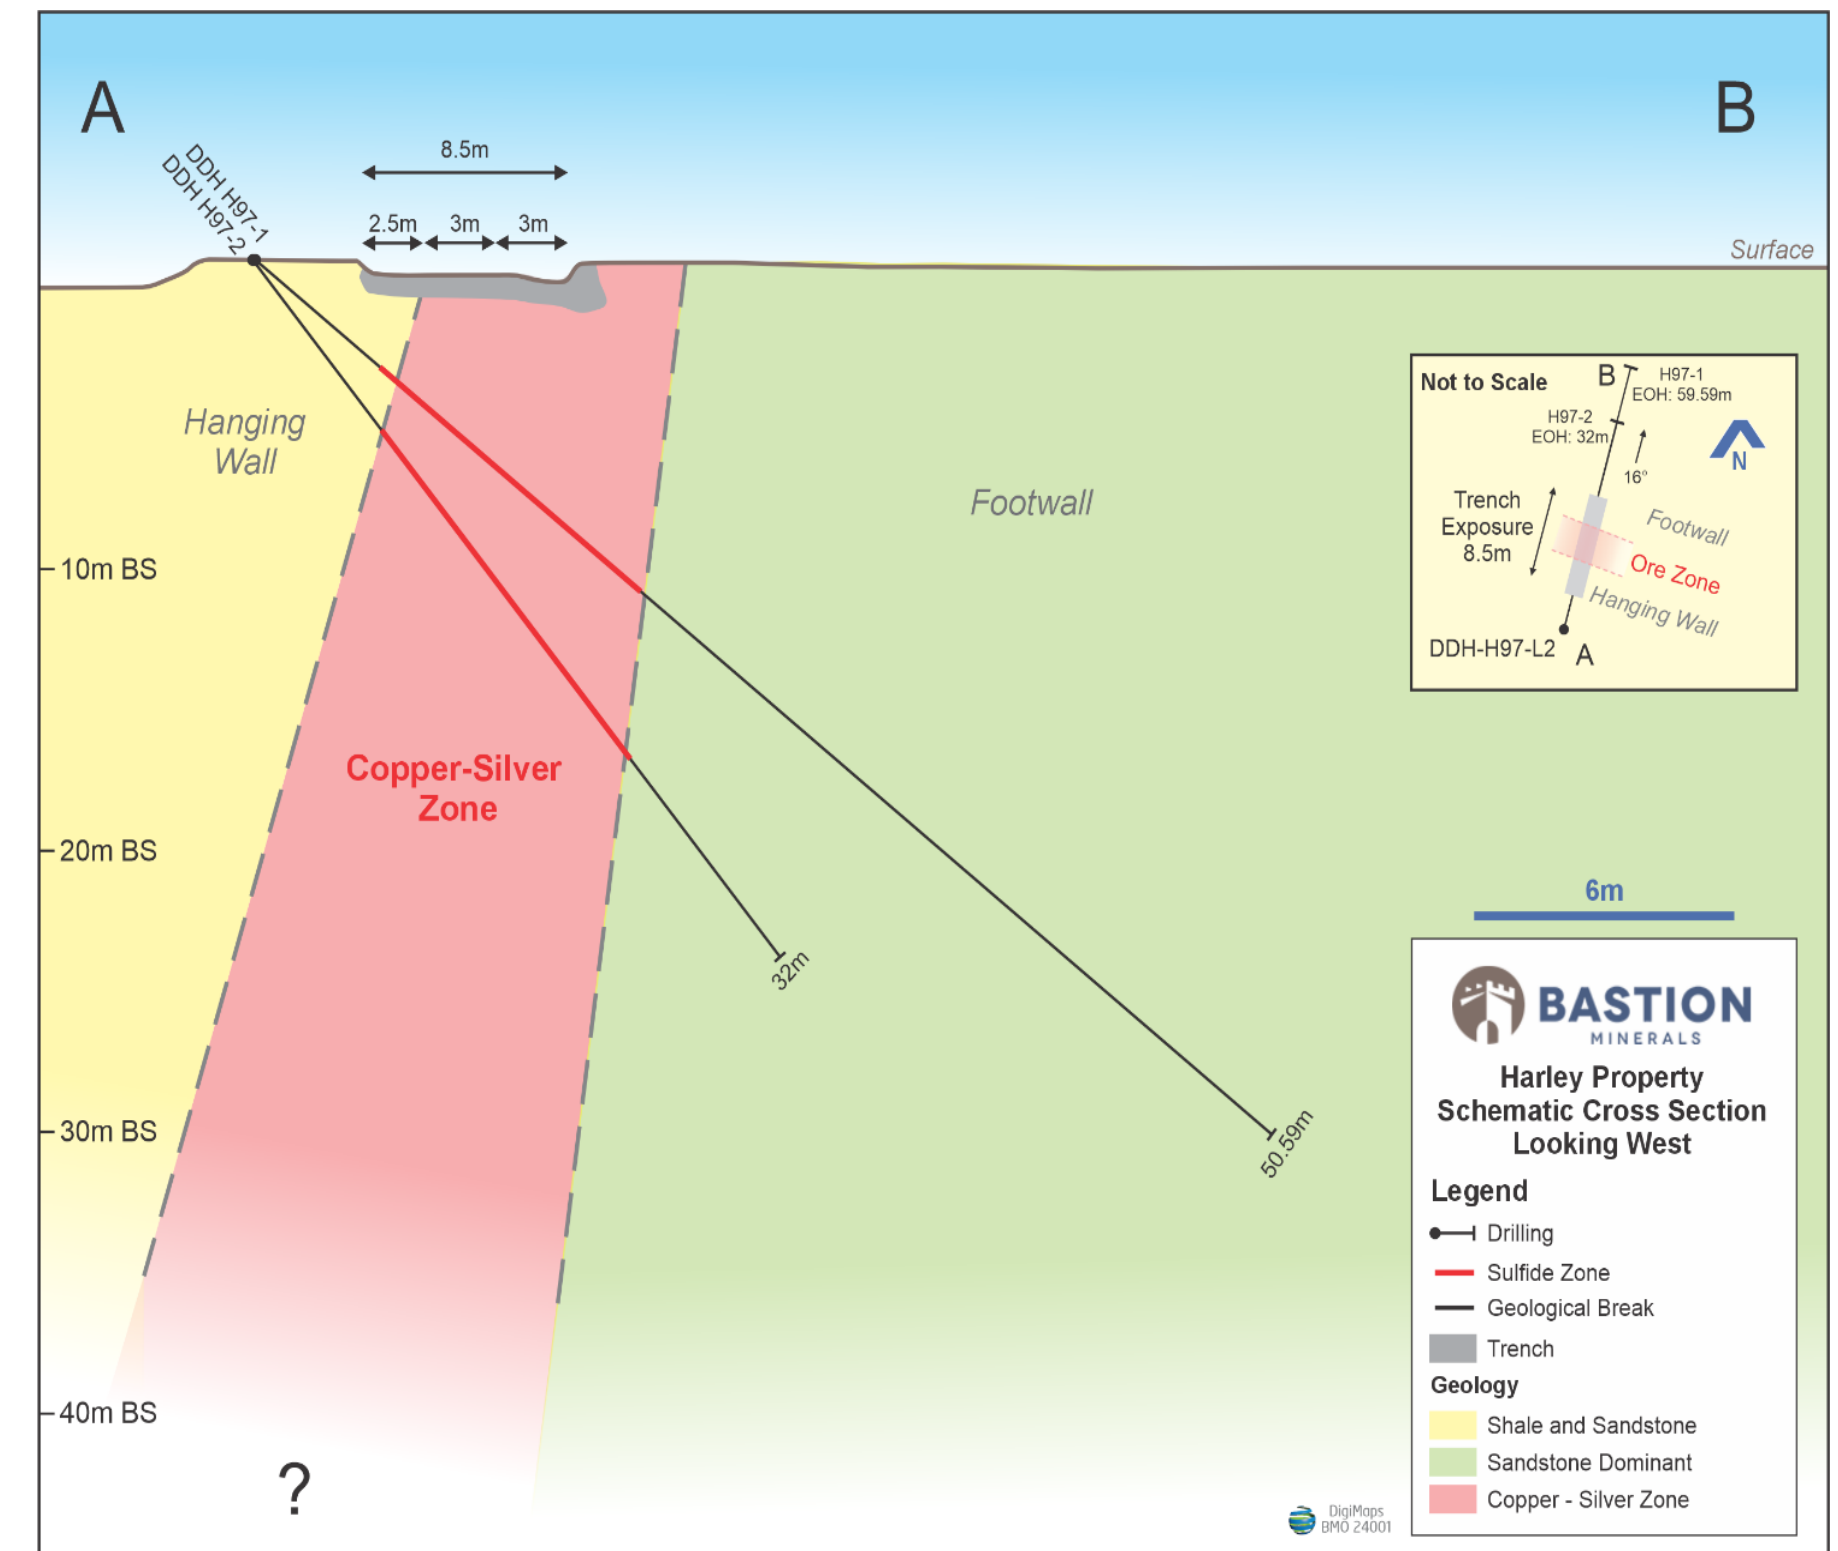 A
B
DDH H97-1
DDH H97-2
8.5m
2.5m
3m
3m
Surface
Hanging
Wall
Footwall
10m BS
20m BS
30m BS
40m BS
Copper-Silver
Zone
32m
50.59m
?
Not to Scale
B
H97-1
EOH: 59.59m
H97-2
EOH: 32m
16°
N
Trench
Exposure
8.5m
Footwall
Ore Zone
Hanging Wall
DDH-H97-L2
A
6m
BASTION
MINERALS
Harley Property
Schematic Cross Section
Looking West
Legend
Drilling
Sulfide Zone
Geological Break
Trench
Geology
Shale and Sandstone
Sandstone Dominant
Copper - Silver Zone
DigiMaps
BMO 24001